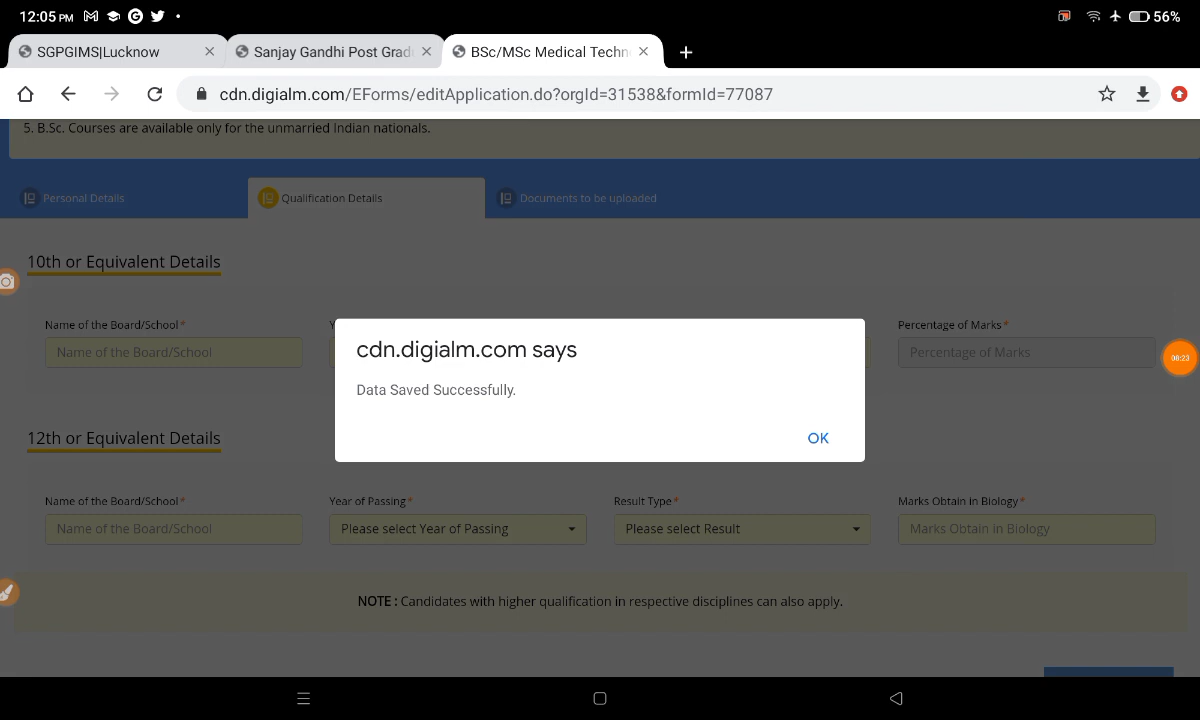 12:05 PM
56%
SGPGIMS|Lucknow
Sanjay Gandhi Post Grad
BSc/MSc Medical Techn
cdn.digialm.com/EForms/editApplication.do?orgId=31538&formId=77087
5. B.Sc. Courses are available only for the unmarried Indian nationals.
Personal Details
Qualification Details
Documents to be uploaded
10th or Equivalent Details
Name of the Board/School*
Y
Percentage of Marks*
Name of the Board/School
Percentage of Marks
08:23
cdn.digialm.com says
Data Saved Successfully.
OK
12th or Equivalent Details
Name of the Board/School*
Year of Passing*
Result Type*
Marks Obtain in Biology*
Name of the Board/School
Please select Year of Passing
Please select Result
Marks Obtain in Biology
NOTE : Candidates with higher qualification in respective disciplines can also apply.